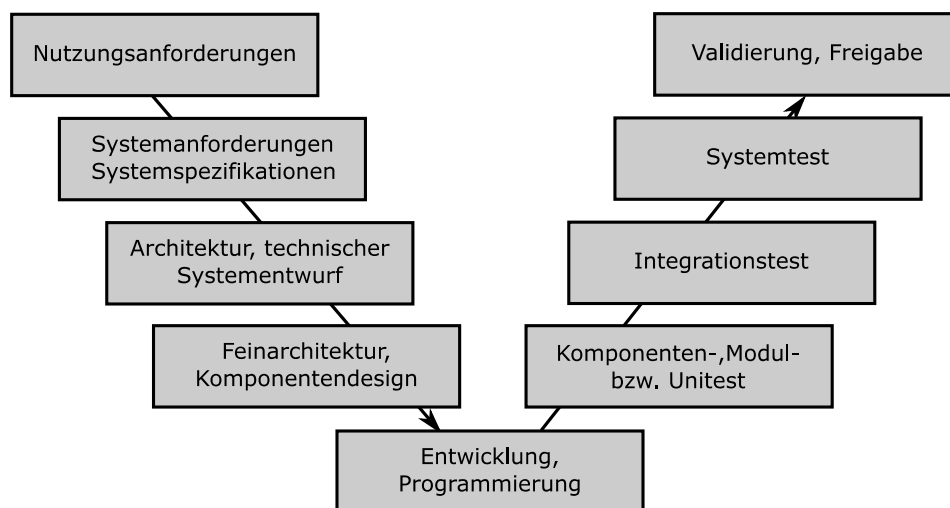 Nutzungsanforderungen
Systemanforderungen
Systemspezifikationen
Architektur, technischer
Systementwurf
Feinarchitektur,
Komponentendesign
Entwicklung,
Programmierung
Komponenten-,Modul-
bzw. Unitest
Integrationstest
Systemtest
Validierung, Freigabe